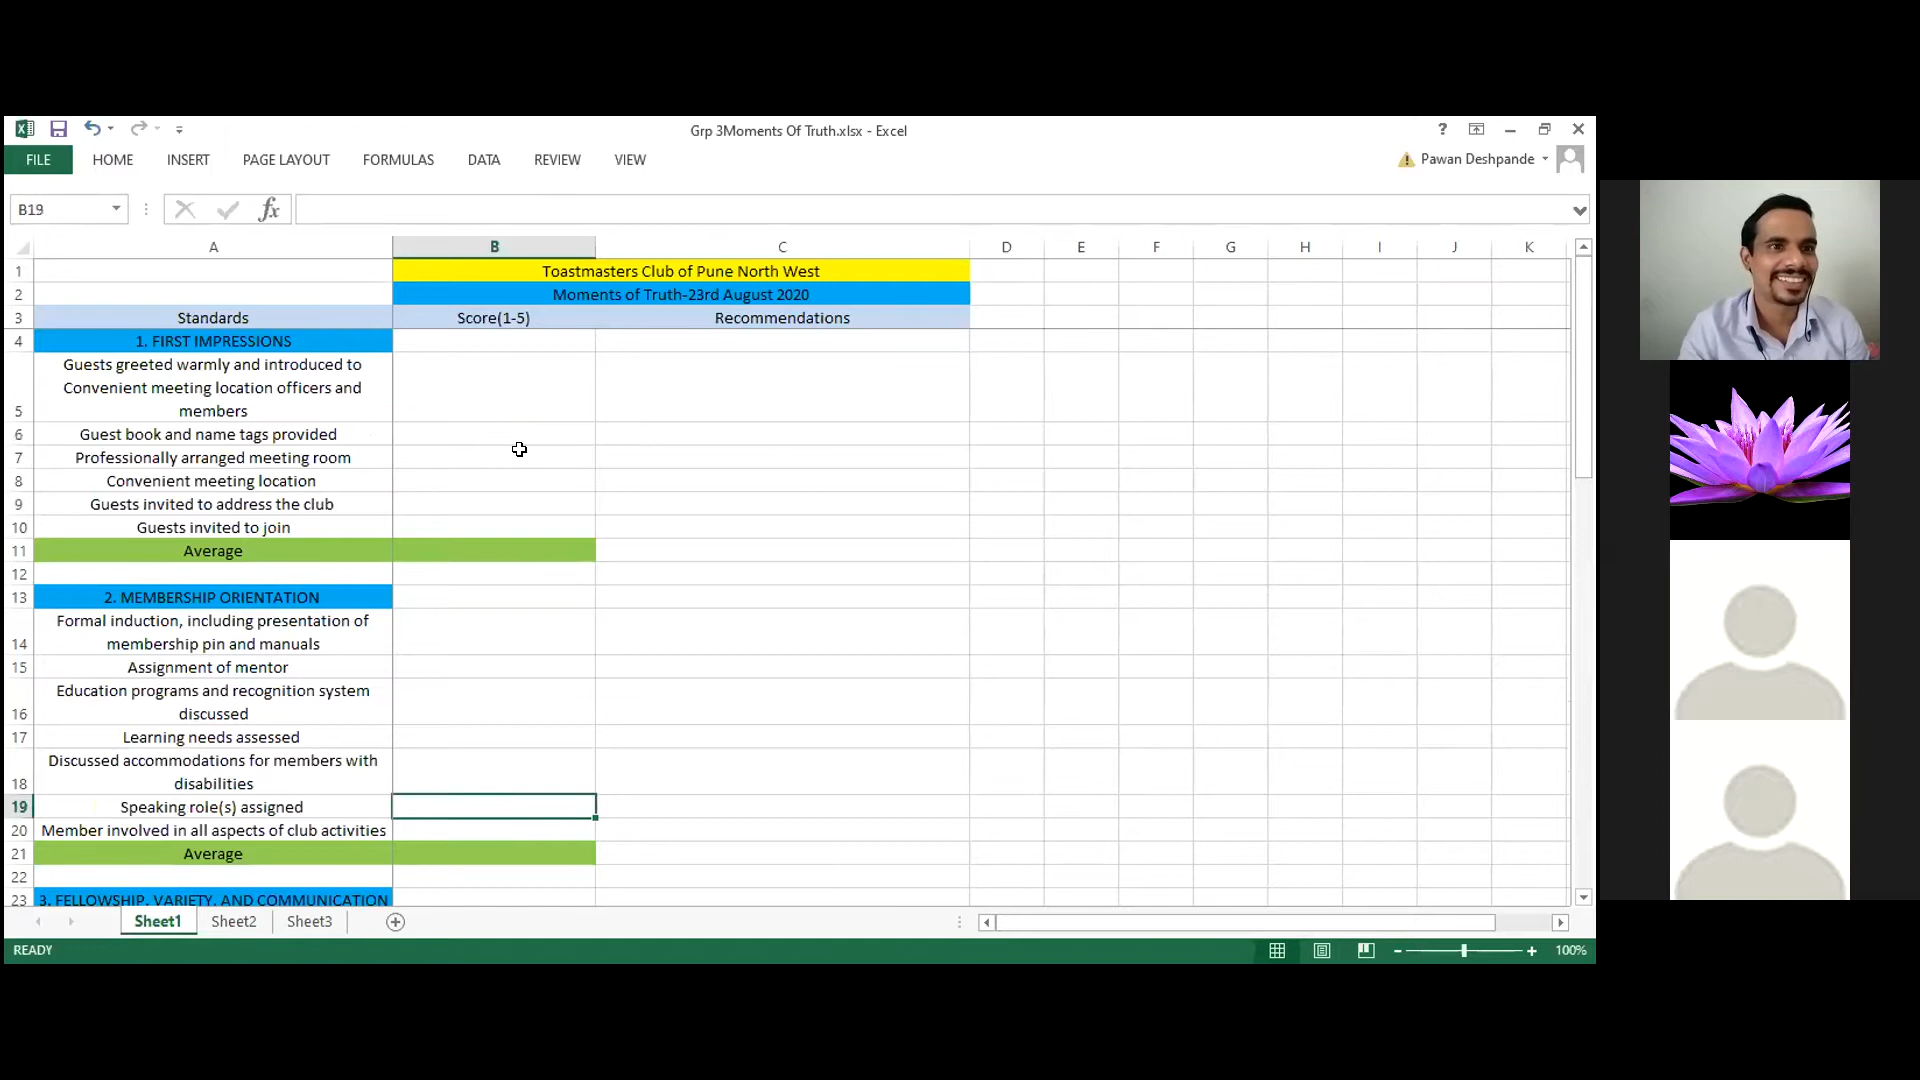 Grp 3Moments Of Truth.xlsx - Excel
?
FILE HOME INSERT PAGE LAYOUT FORMULAS DATA REVIEW VIEW
Pawan Deshpande
B19
fx
A B C D E F G H I J K
1 Toastmasters Club of Pune North West
2 Moments of Truth-23rd August 2020
3 Standards Score(1-5) Recommendations
4 1. FIRST IMPRESSIONS
Guests greeted warmly and introduced to
Convenient meeting location officers and
5 members
6 Guest book and name tags provided
7 Professionally arranged meeting room
8 Convenient meeting location
9 Guests invited to address the club
10 Guests invited to join
11 Average
12
13 2. MEMBERSHIP ORIENTATION
Formal induction, including presentation of
14 membership pin and manuals
15 Assignment of mentor
Education programs and recognition system
16 discussed
17 Learning needs assessed
Discussed accommodations for members with
18 disabilities
19 Speaking role(s) assigned
20 Member involved in all aspects of club activities
21 Average
22
23 3. FELLOWSHIP, VARIETY, AND COMMUNICATION
Sheet1 Sheet2 Sheet3
READY
100%